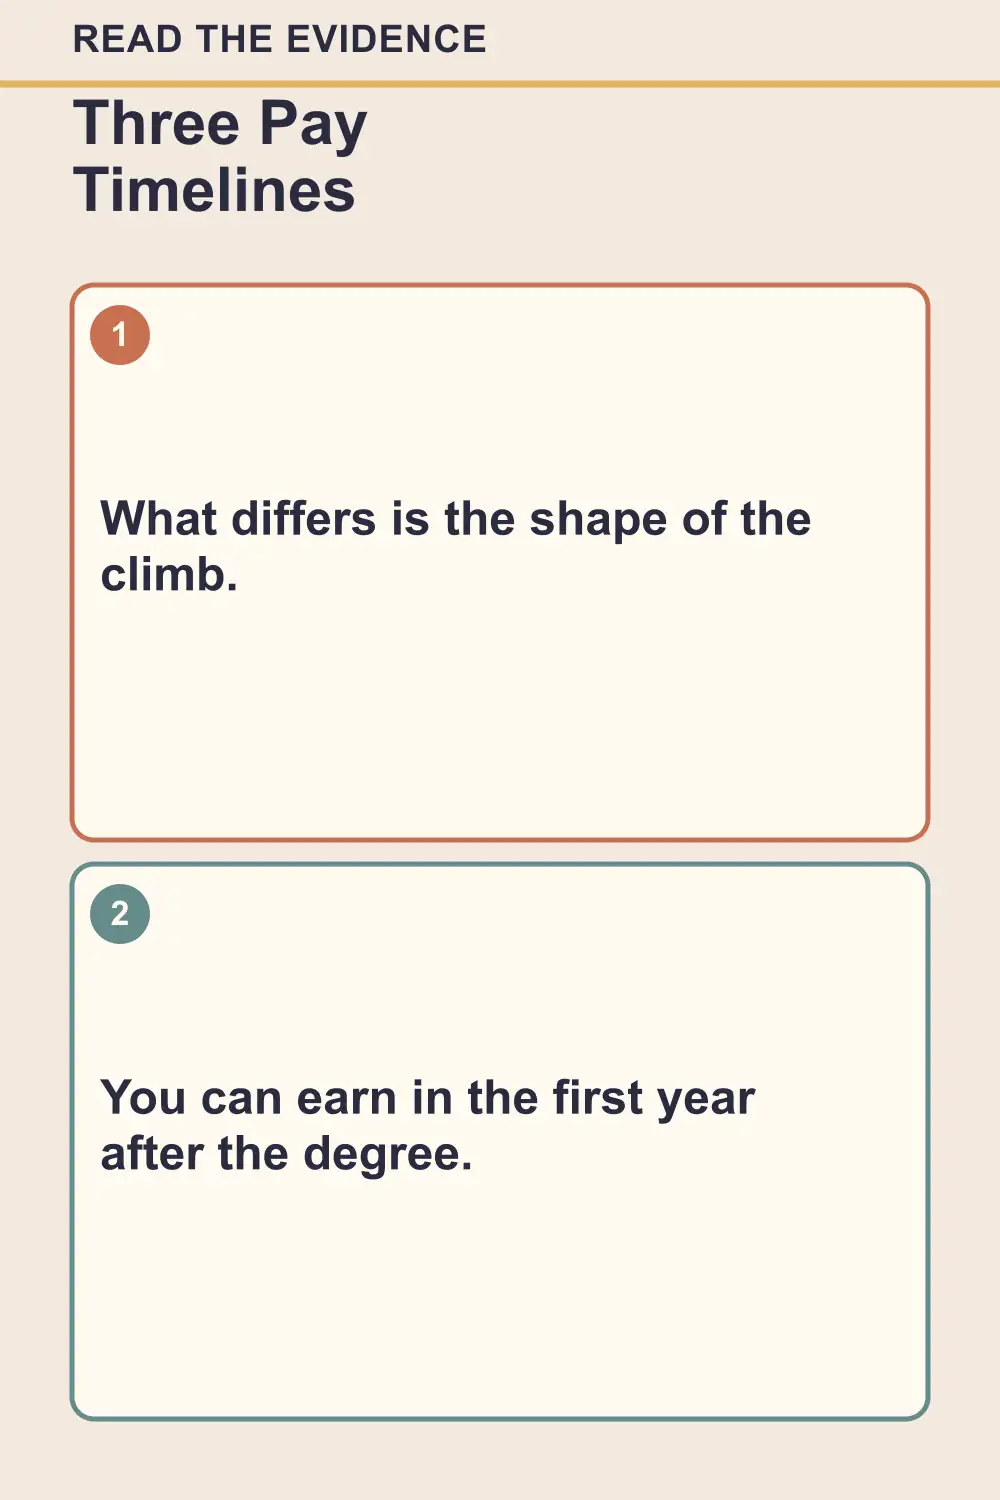 READ THE EVIDENCE
Three Pay
Timelines
1
What differs is the shape of the
climb.
2
You can earn in the first year
after the degree.